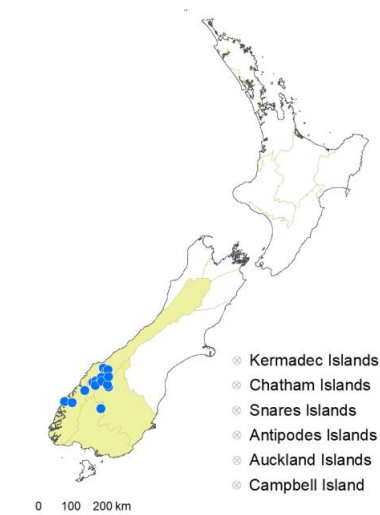 Kermadec Islands
Chatham Islands
Snares Islands
Antipodes Islands
Auckland Islands
Campbell Island
0 100 200 km